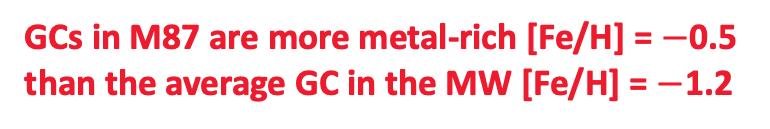 GCs in M87 are more metal-rich [Fe/H] = −0.5
than the average GC in the MW [Fe/H] = −1.2